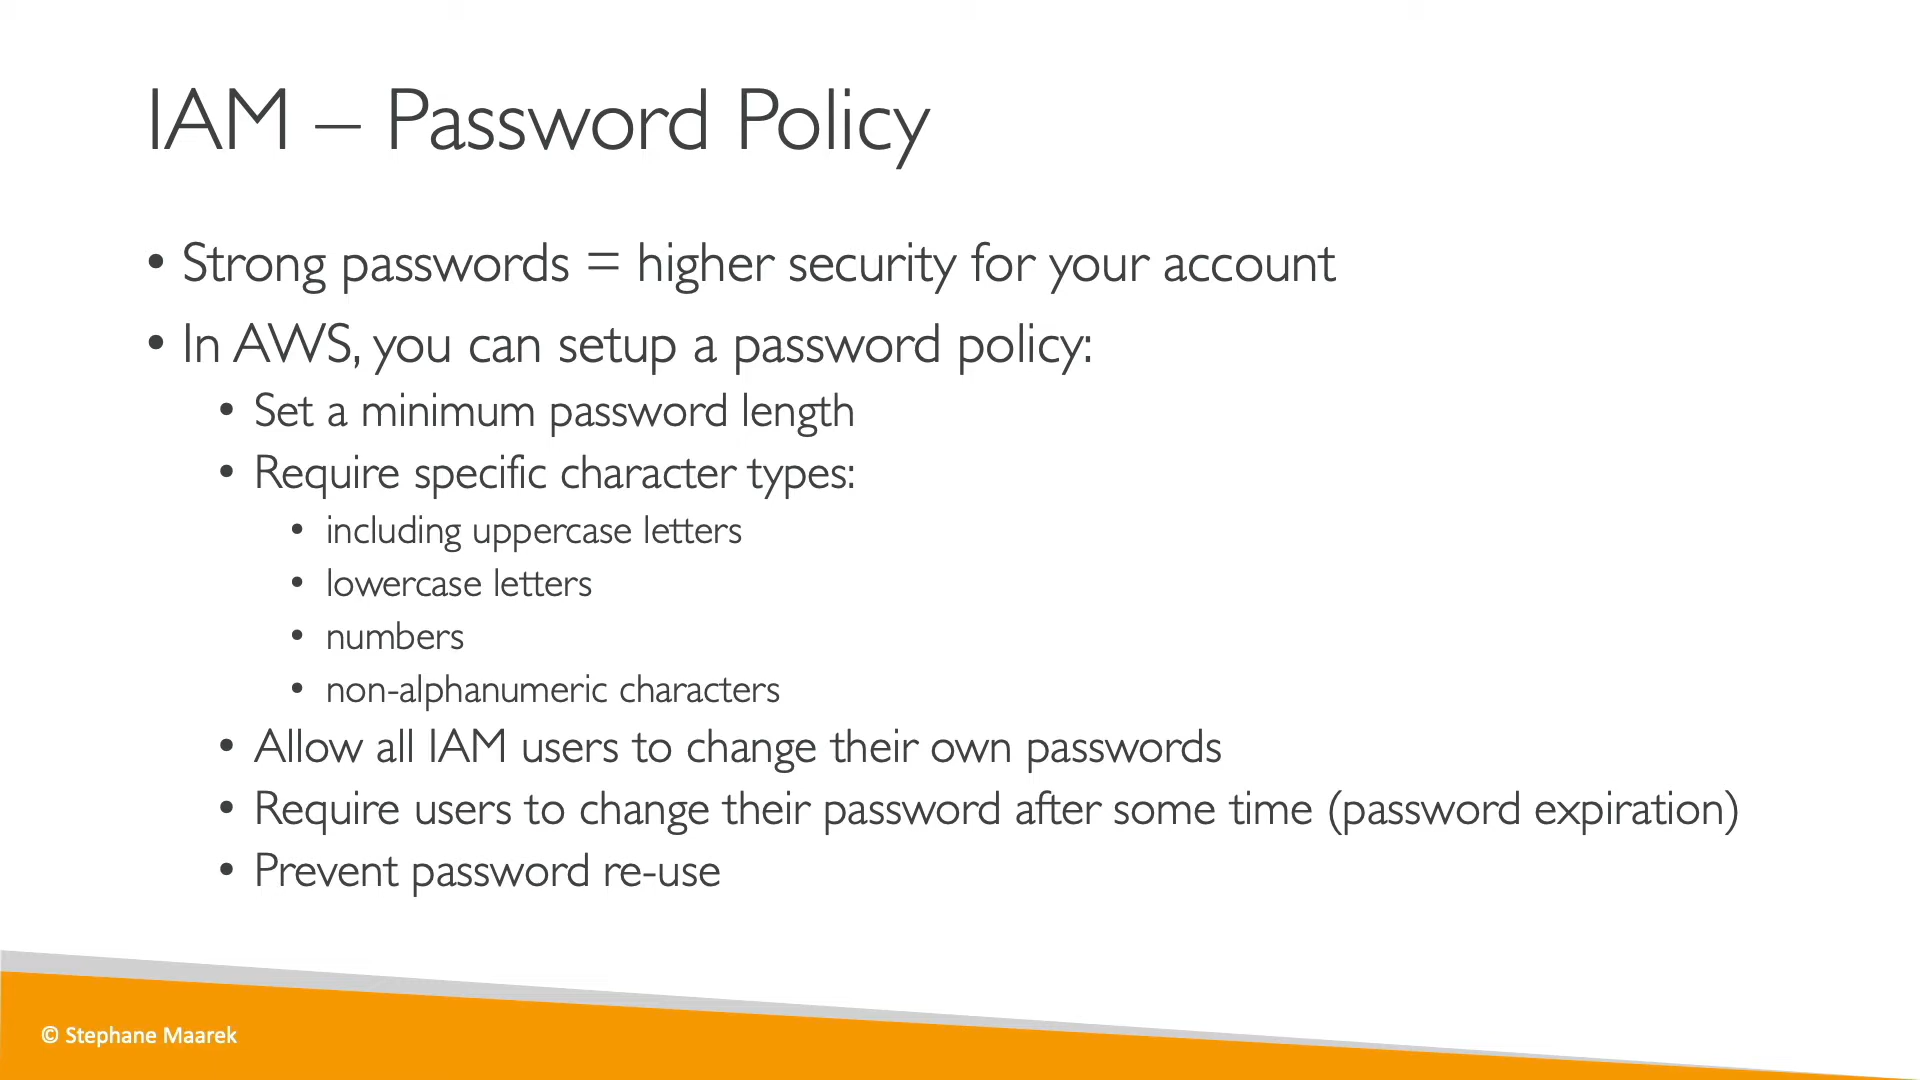 IAM – Password Policy
• Strong passwords = higher security for your account
• In AWS, you can setup a password policy:
• Set a minimum password length
• Require specific character types:
• including uppercase letters
• lowercase letters
• numbers
• non-alphanumeric characters
• Allow all IAM users to change their own passwords
• Require users to change their password after some time (password expiration)
• Prevent password re-use
© Stephane Maarek